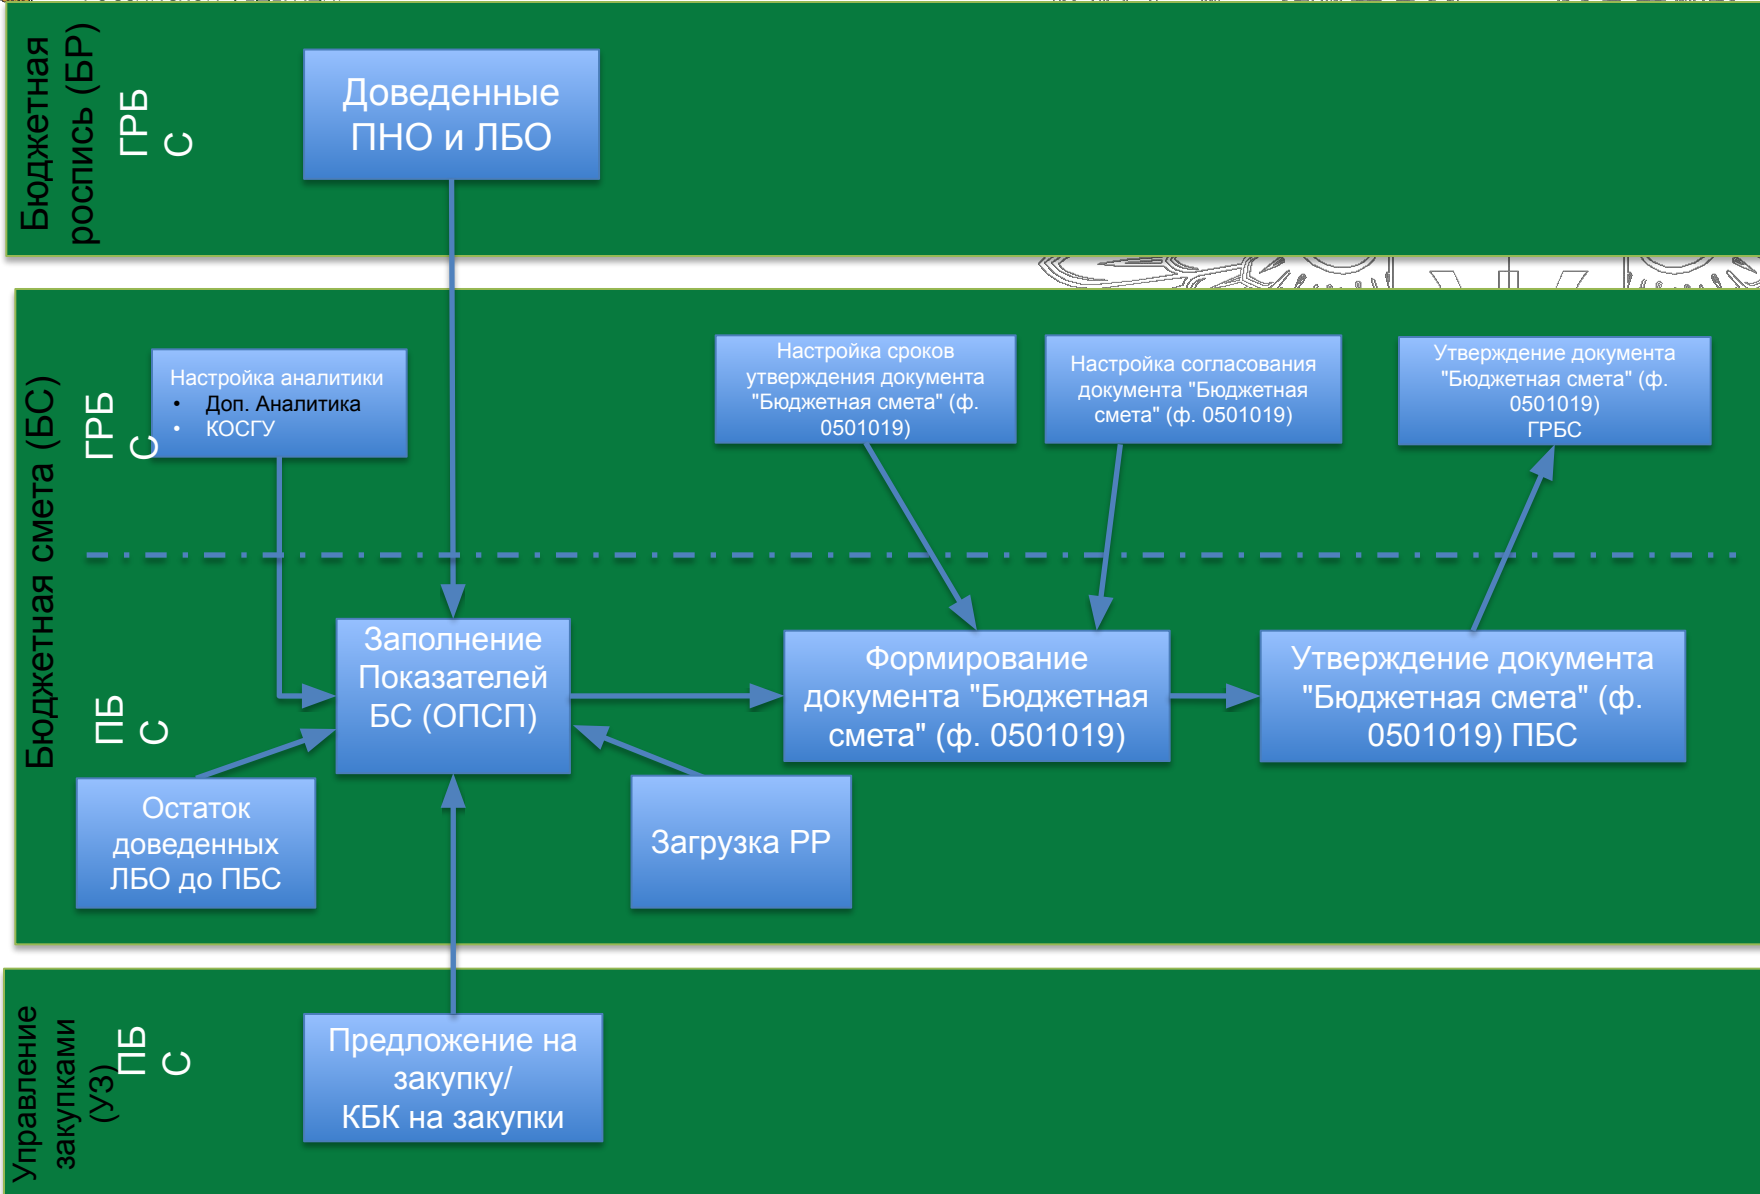 Бюджетная
роспись (БР)
ГРБ
С
Доведенные
ПНО и ЛБО
Бюджетная смета (БС)
ГРБ
С
Настройка аналитики
• Доп. Аналитика
• КОСГУ
Настройка сроков
утверждения документа
"Бюджетная смета" (ф.
0501019)
Настройка согласования
документа "Бюджетная
смета" (ф. 0501019)
Утверждение документа
"Бюджетная смета" (ф.
0501019)
ГРБС
ПБ
С
Заполнение
Показателей
БС (ОПСП)
Формирование
документа "Бюджетная
смета" (ф. 0501019)
Утверждение документа
"Бюджетная смета" (ф.
0501019) ПБС
Остаток
доведенных
ЛБО до ПБС
Загрузка РР
Управление
закупками
(УЗ)
ПБ
С
Предложение на
закупку/
КБК на закупки